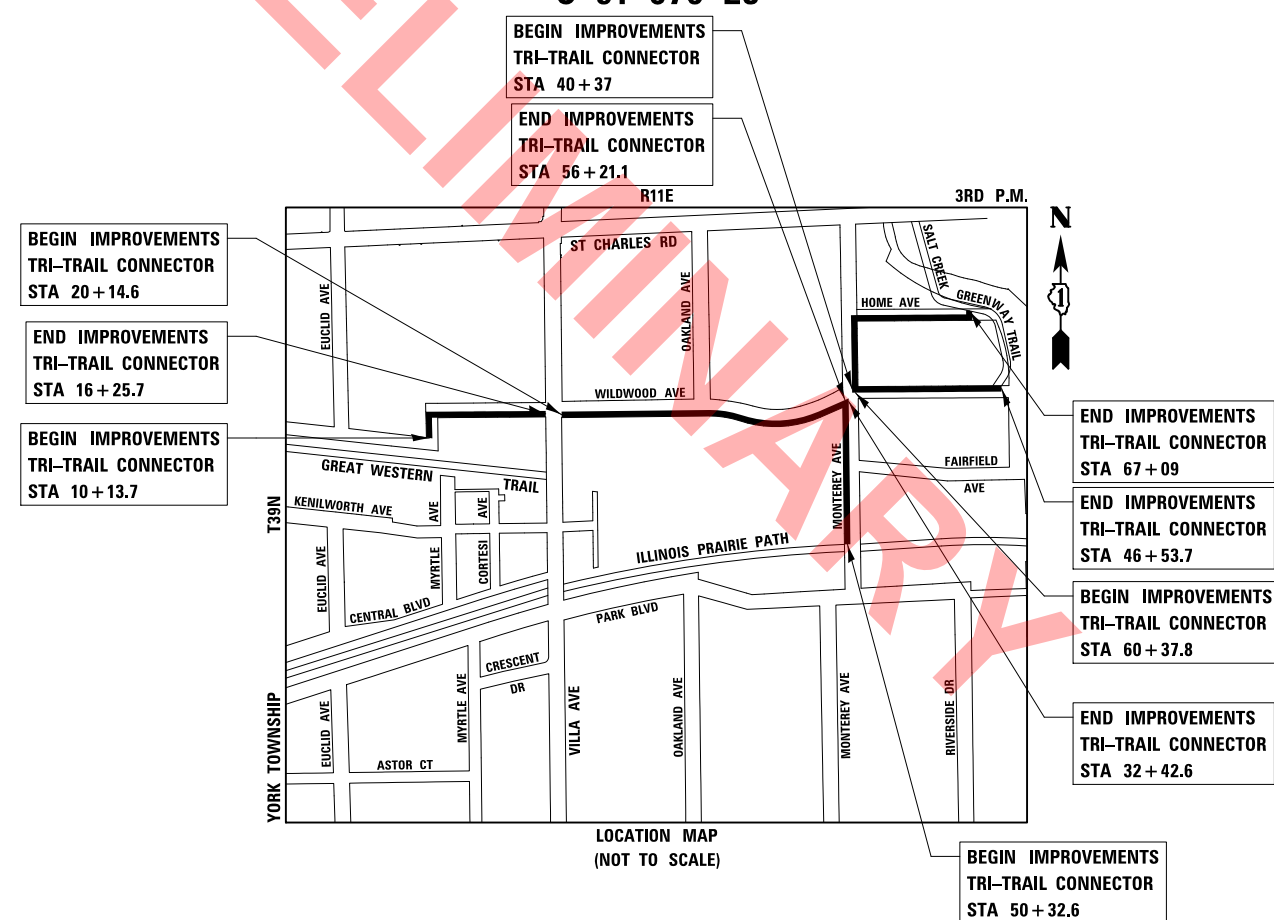 BEGIN IMPROVEMENTS
TRI-TRAIL CONNECTOR
STA 40+37
END IMPROVEMENTS
TRI-TRAIL CONNECTOR
STA 56+21.1
R11E
3RD P.M.
N
BEGIN IMPROVEMENTS
TRI-TRAIL CONNECTOR
STA 20+14.6
END IMPROVEMENTS
TRI-TRAIL CONNECTOR
STA 16+25.7
BEGIN IMPROVEMENTS
TRI-TRAIL CONNECTOR
STA 10+13.7
ST CHARLES RD
EUCLID AVE
OAKLAND AVE
SALT CREEK
GREENWAY TRAIL
HOME AVE
1
WILDWOOD AVE
GREAT WESTERN TRAIL
KENILWORTH AVE
MYRTLE AVE
CORTESI AVE
MONTEREY AVE
FAIRFIELD AVE
ILLINOIS PRAIRIE PATH
EUCLID AVE
CENTRAL BLVD
PARK BLVD
CRESCENT DR
T39N
YORK TOWNSHIP
EUCLID AVE
MYRTLE AVE
VILLA AVE
OAKLAND AVE
MONTEREY AVE
RIVERSIDE DR
ASTOR CT
END IMPROVEMENTS
TRI-TRAIL CONNECTOR
STA 67+09
END IMPROVEMENTS
TRI-TRAIL CONNECTOR
STA 46+53.7
BEGIN IMPROVEMENTS
TRI-TRAIL CONNECTOR
STA 60+37.8
END IMPROVEMENTS
TRI-TRAIL CONNECTOR
STA 32+42.6
LOCATION MAP
(NOT TO SCALE)
BEGIN IMPROVEMENTS
TRI-TRAIL CONNECTOR
STA 50+32.6
ELIMINARY